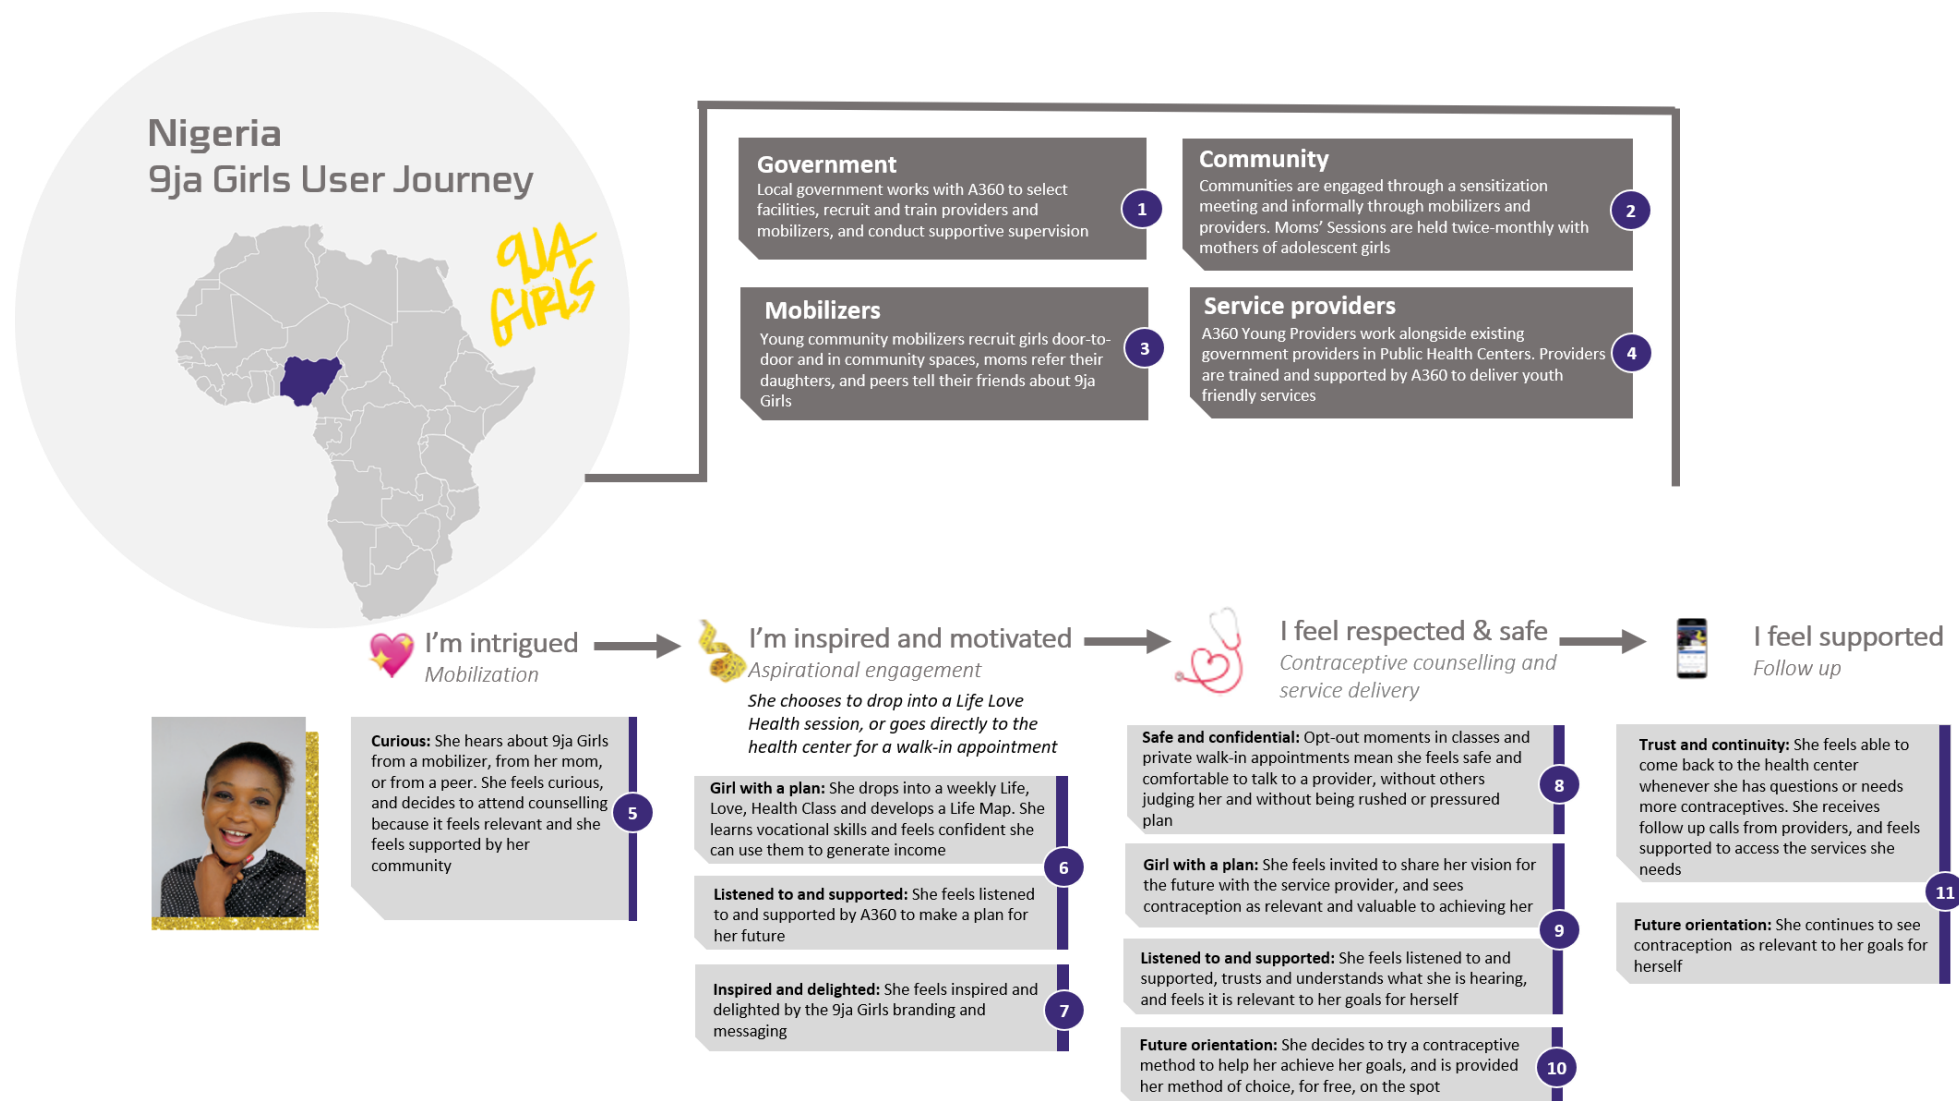 Nigeria
9ja Girls User Journey
9JA
GIRLS
Government
Local government works with A360 to select
facilities, recruit and train providers and
mobilizers, and conduct supportive supervision
1
Community
Communities are engaged through a sensitization
meeting and informally through mobilizers and
providers. Moms’ Sessions are held twice-monthly with
mothers of adolescent girls
2
Mobilizers
Young community mobilizers recruit girls door-to-
door and in community spaces, moms refer their
daughters, and peers tell their friends about 9ja
Girls
3
Service providers
A360 Young Providers work alongside existing
government providers in Public Health Centers. Providers
are trained and supported by A360 to deliver youth
friendly services
4
I’m intrigued
Mobilization
Curious: She hears about 9ja Girls
from a mobilizer, from her mom,
or from a peer. She feels curious,
and decides to attend counselling
because it feels relevant and she
feels supported by her
community
5
I’m inspired and motivated
Aspirational engagement
She chooses to drop into a Life Love
Health session, or goes directly to the
health center for a walk-in appointment
Girl with a plan: She drops into a weekly Life,
Love, Health Class and develops a Life Map. She
learns vocational skills and feels confident she
can use them to generate income
6
Listened to and supported: She feels listened
to and supported by A360 to make a plan for
her future
Inspired and delighted: She feels inspired and
delighted by the 9ja Girls branding and
messaging
7
I feel respected & safe
Contraceptive counselling and
service delivery
Safe and confidential: Opt-out moments in classes and
private walk-in appointments mean she feels safe and
comfortable to talk to a provider, without others
judging her and without being rushed or pressured
plan
8
Girl with a plan: She feels invited to share her vision for
the future with the service provider, and sees
contraception as relevant and valuable to achieving her
9
Listened to and supported: She feels listened to and
supported, trusts and understands what she is hearing,
and feels it is relevant to her goals for herself
Future orientation: She decides to try a contraceptive
method to help her achieve her goals, and is provided
her method of choice, for free, on the spot
10
I feel supported
Follow up
Trust and continuity: She feels able to
come back to the health center
whenever she has questions or needs
more contraceptives. She receives
follow up calls from providers, and feels
supported to access the services she
needs
11
Future orientation: She continues to see
contraception as relevant to her goals for
herself